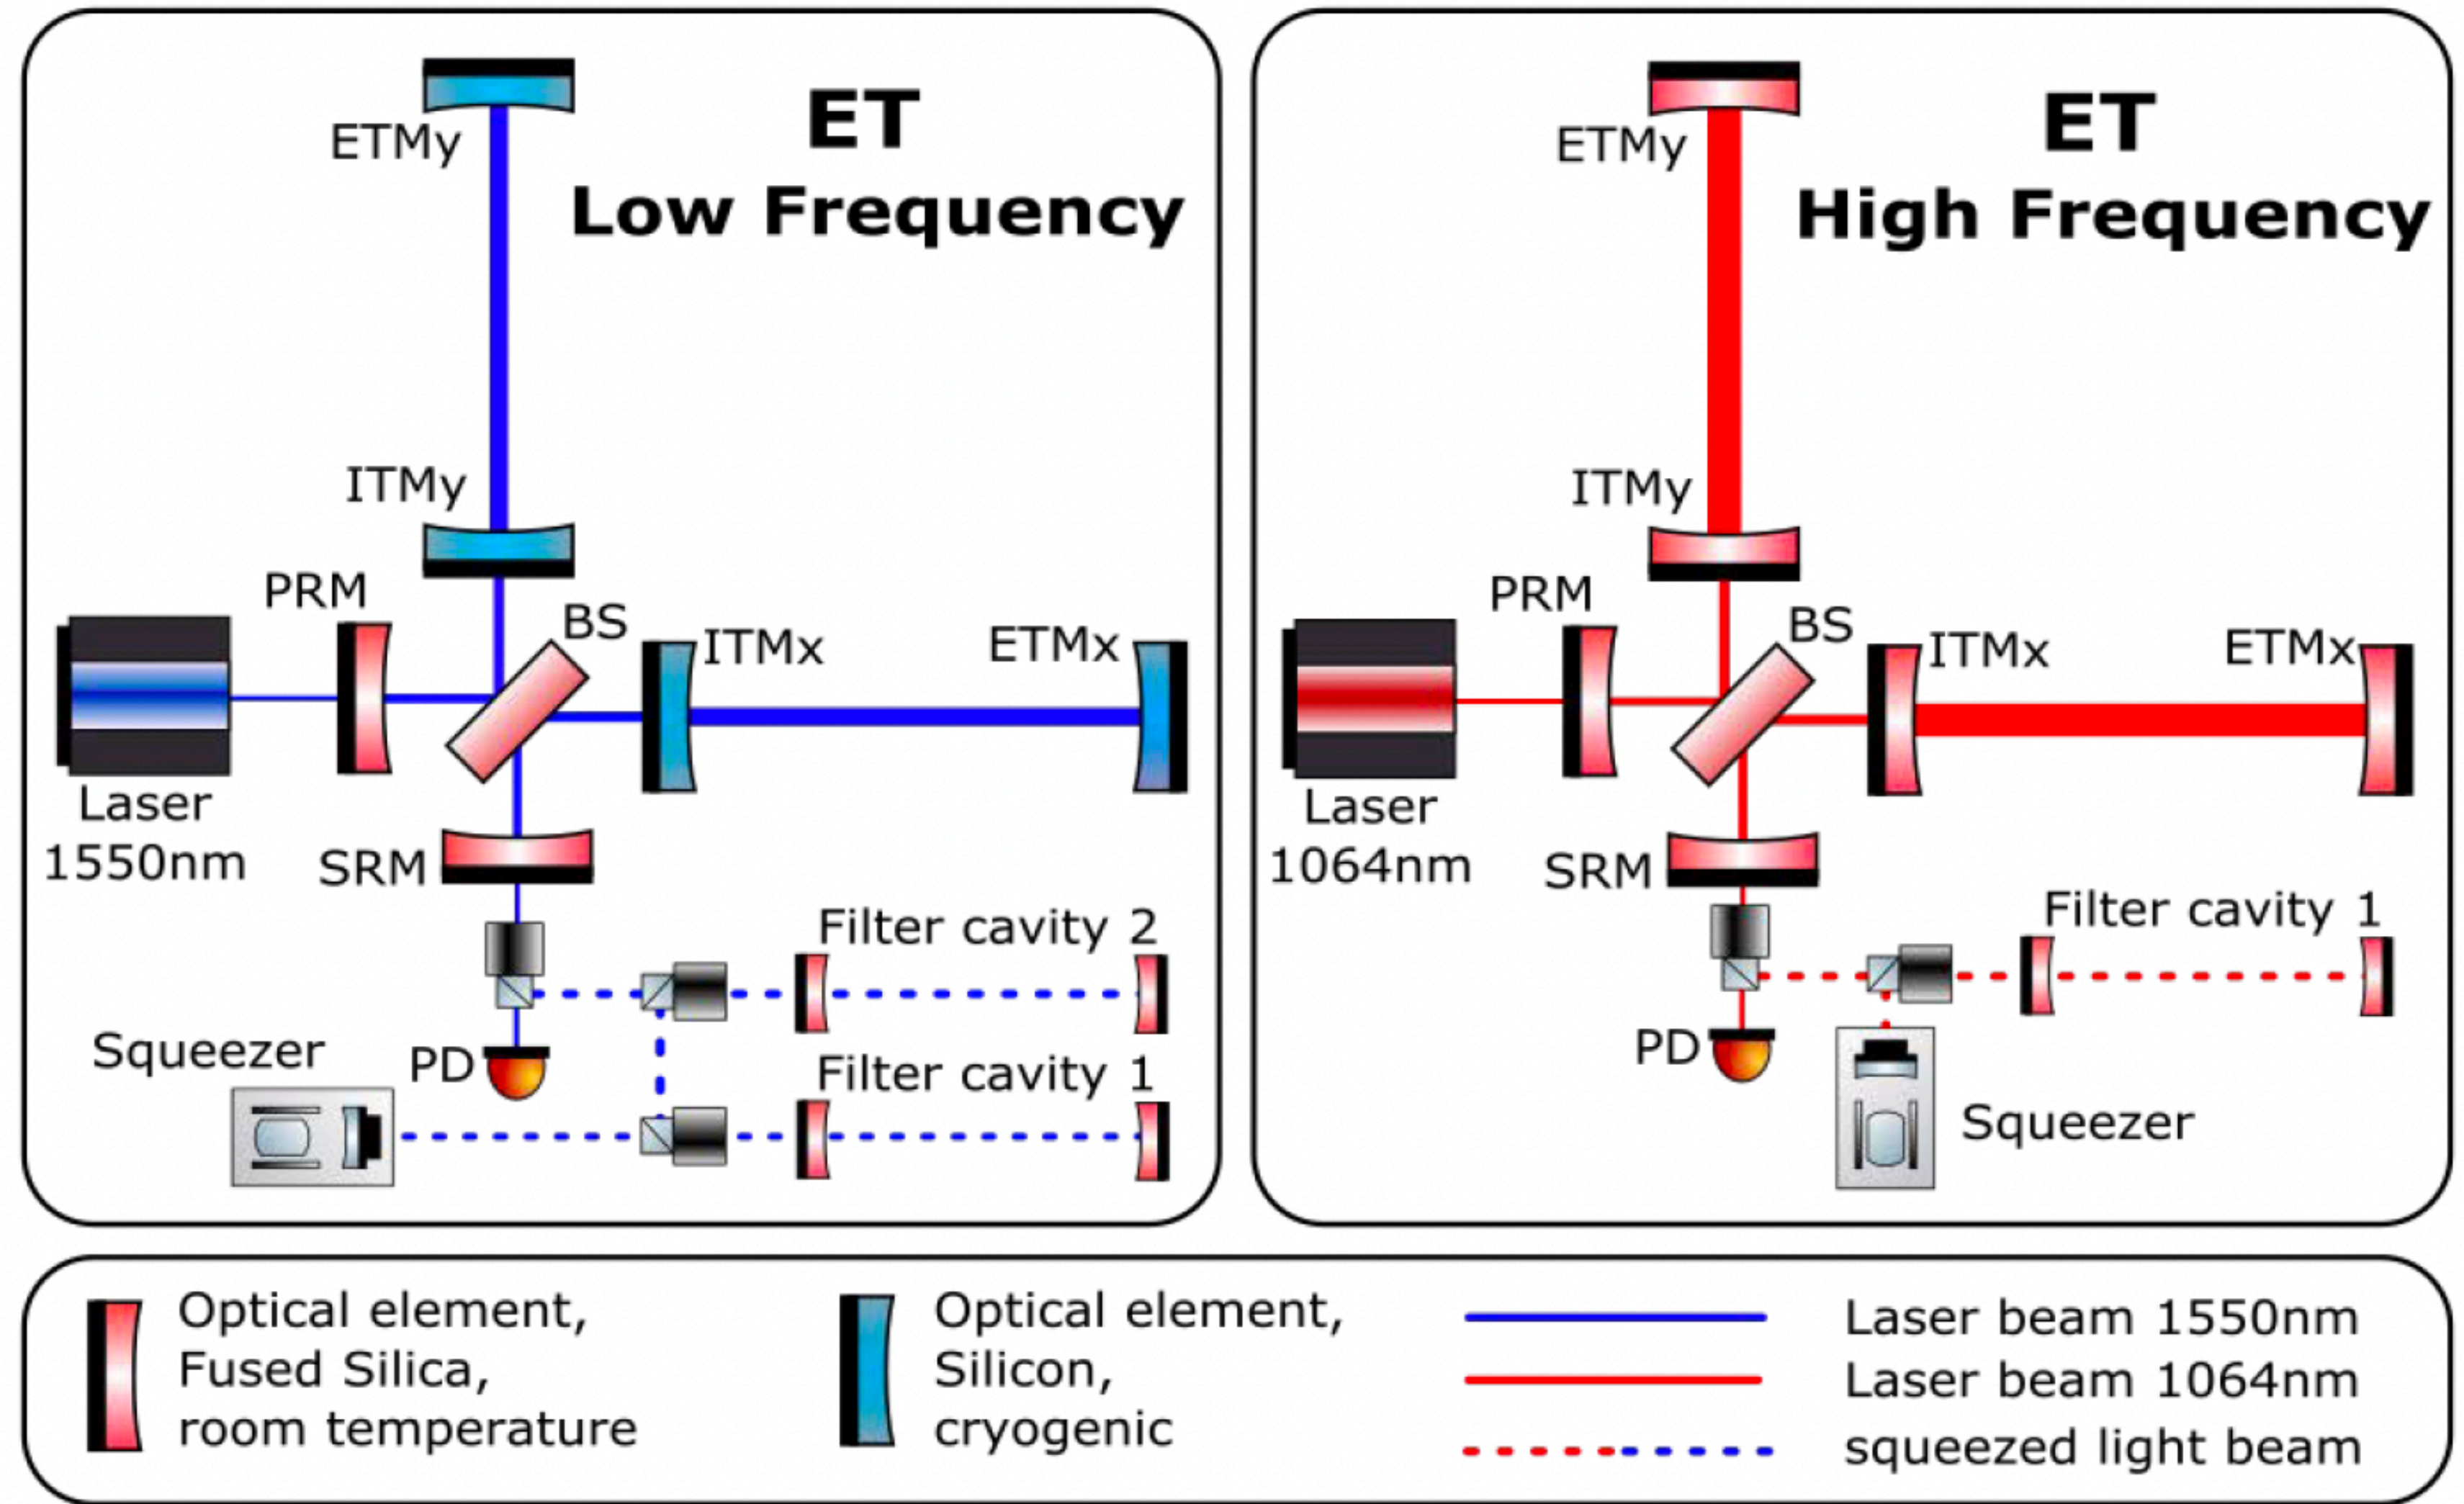 ET
Low Frequency
ETMy
ITMy
PRM
BS
ITMx
ETMx
Laser
1550nm
SRM
Filter cavity 2
Squeezer
PD
Filter cavity 1
ET
High Frequency
ETMy
ITMy
PRM
BS
ITMx
ETMx
Laser
1064nm
SRM
Filter cavity 1
PD
Squeezer
Optical element,
Fused Silica,
room temperature
Optical element,
Silicon,
cryogenic
Laser beam 1550nm
Laser beam 1064nm
squeezed light beam